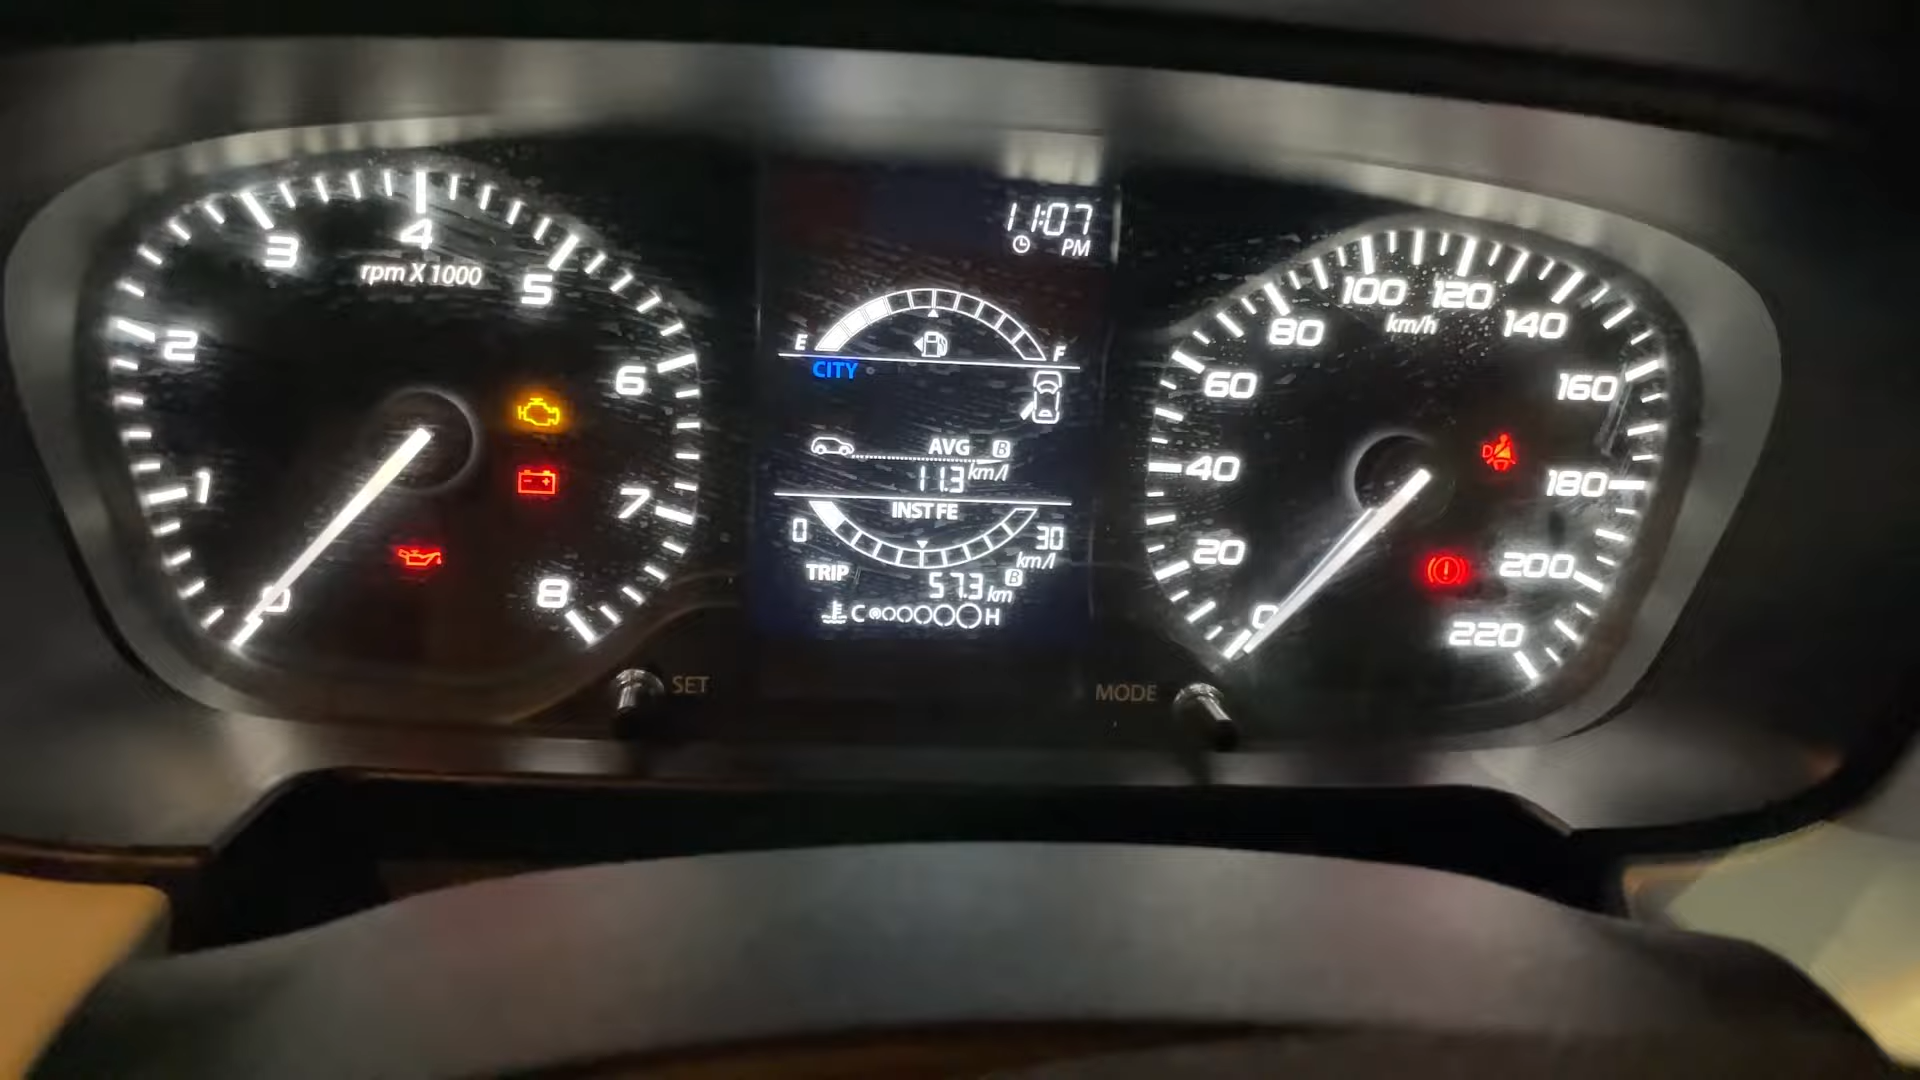 0 1 2 3 4 5 6 7 8
rpm X 1000
SET
11:07
PM
E F
CITY
AVG B
11.3 km/l
INST FE
0 30
km/l
TRIP B
57.3 km
C H
MODE
0 20 40 60 80 100 120 140 160 180 200 220
km/h
D